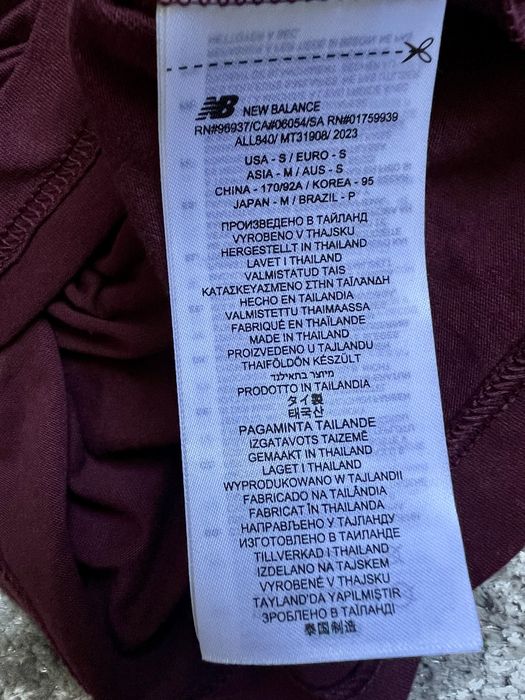 NB NEW BALANCE
RN#96937/CA#06054/SA RN#01759939
ALL840/ MT31908/ 2023
USA - S / EURO - S
ASIA - M / AUS - S
CHINA - 170/92A / KOREA - 95
JAPAN - M / BRAZIL - P
ПРОИЗВЕДЕНО В ТАЙЛАНД
VYROBENO V THAJSKU
HERGESTELLT IN THAILAND
LAVET I THAILAND
VALMISTATUD TAIS
ΚΑΤΑΣΚΕΥΑΣΜΕΝΟ ΣΤΗΝ ΤΑΪΛΑΝΔΗ
HECHO EN TAILANDIA
VALMISTETTU THAIMAASSA
FABRIQUÉ EN THAÏLANDE
MADE IN THAILAND
PROIZVEDENO U TAJLANDU
THAIFÖLDÖN KÉSZÜLT
מיוצר בתאילנד
PRODOTTO IN TAILANDIA
タイ製
태국산
PAGAMINTA TAILANDE
IZGATAVOTS TAIZEMĒ
GEMAAKT IN THAILAND
LAGET I THAILAND
WYPRODUKOWANO W TAJLANDII
FABRICADO NA TAILÂNDIA
FABRICAT ÎN THAILANDA
НАПРАВЉЕНО У ТАЈЛАНДУ
ИЗГОТОВЛЕНО В ТАИЛАНДЕ
TILLVERKAD I THAILAND
IZDELANO NA TAJSKEM
VYROBENÉ V THAJSKU
TAYLAND'DA YAPILMIŞTIR
ЗРОБЛЕНО В ТАЇЛАНДІ
泰国制造